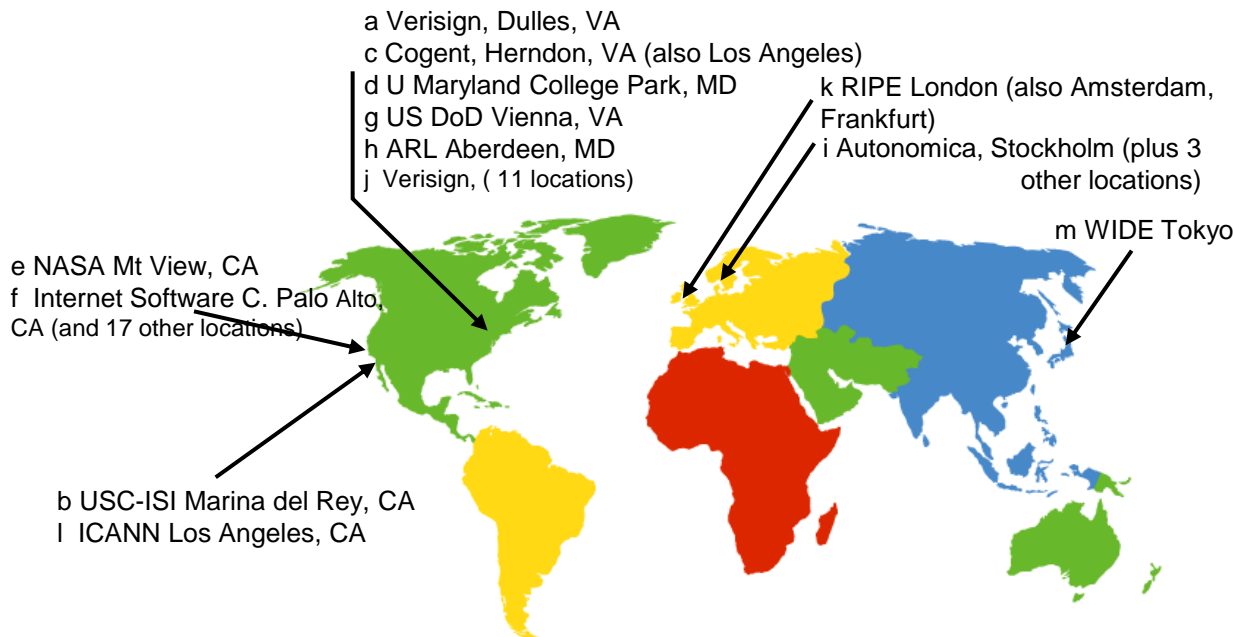 a Verisign, Dulles, VA
c Cogent, Herndon, VA (also Los Angeles)
d U Maryland College Park, MD
g US DoD Vienna, VA
h ARL Aberdeen, MD
j Verisign, ( 11 locations)
k RIPE London (also Amsterdam,
Frankfurt)
i Autonomica, Stockholm (plus 3
other locations)
m WIDE Tokyo
e NASA Mt View, CA
f Internet Software C. Palo Alto,
CA (and 17 other locations)
b USC-ISI Marina del Rey, CA
l ICANN Los Angeles, CA